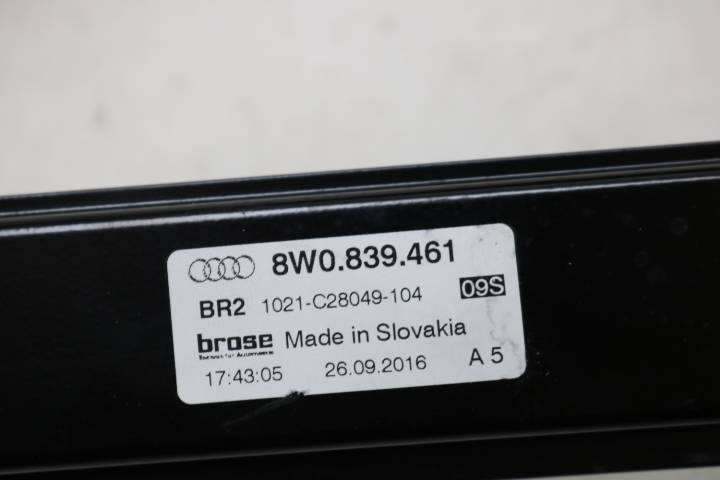 8W0.839.461
BR2 1021-C28049-104 09S
brose Made in Slovakia
17:43:05 26.09.2016 A 5